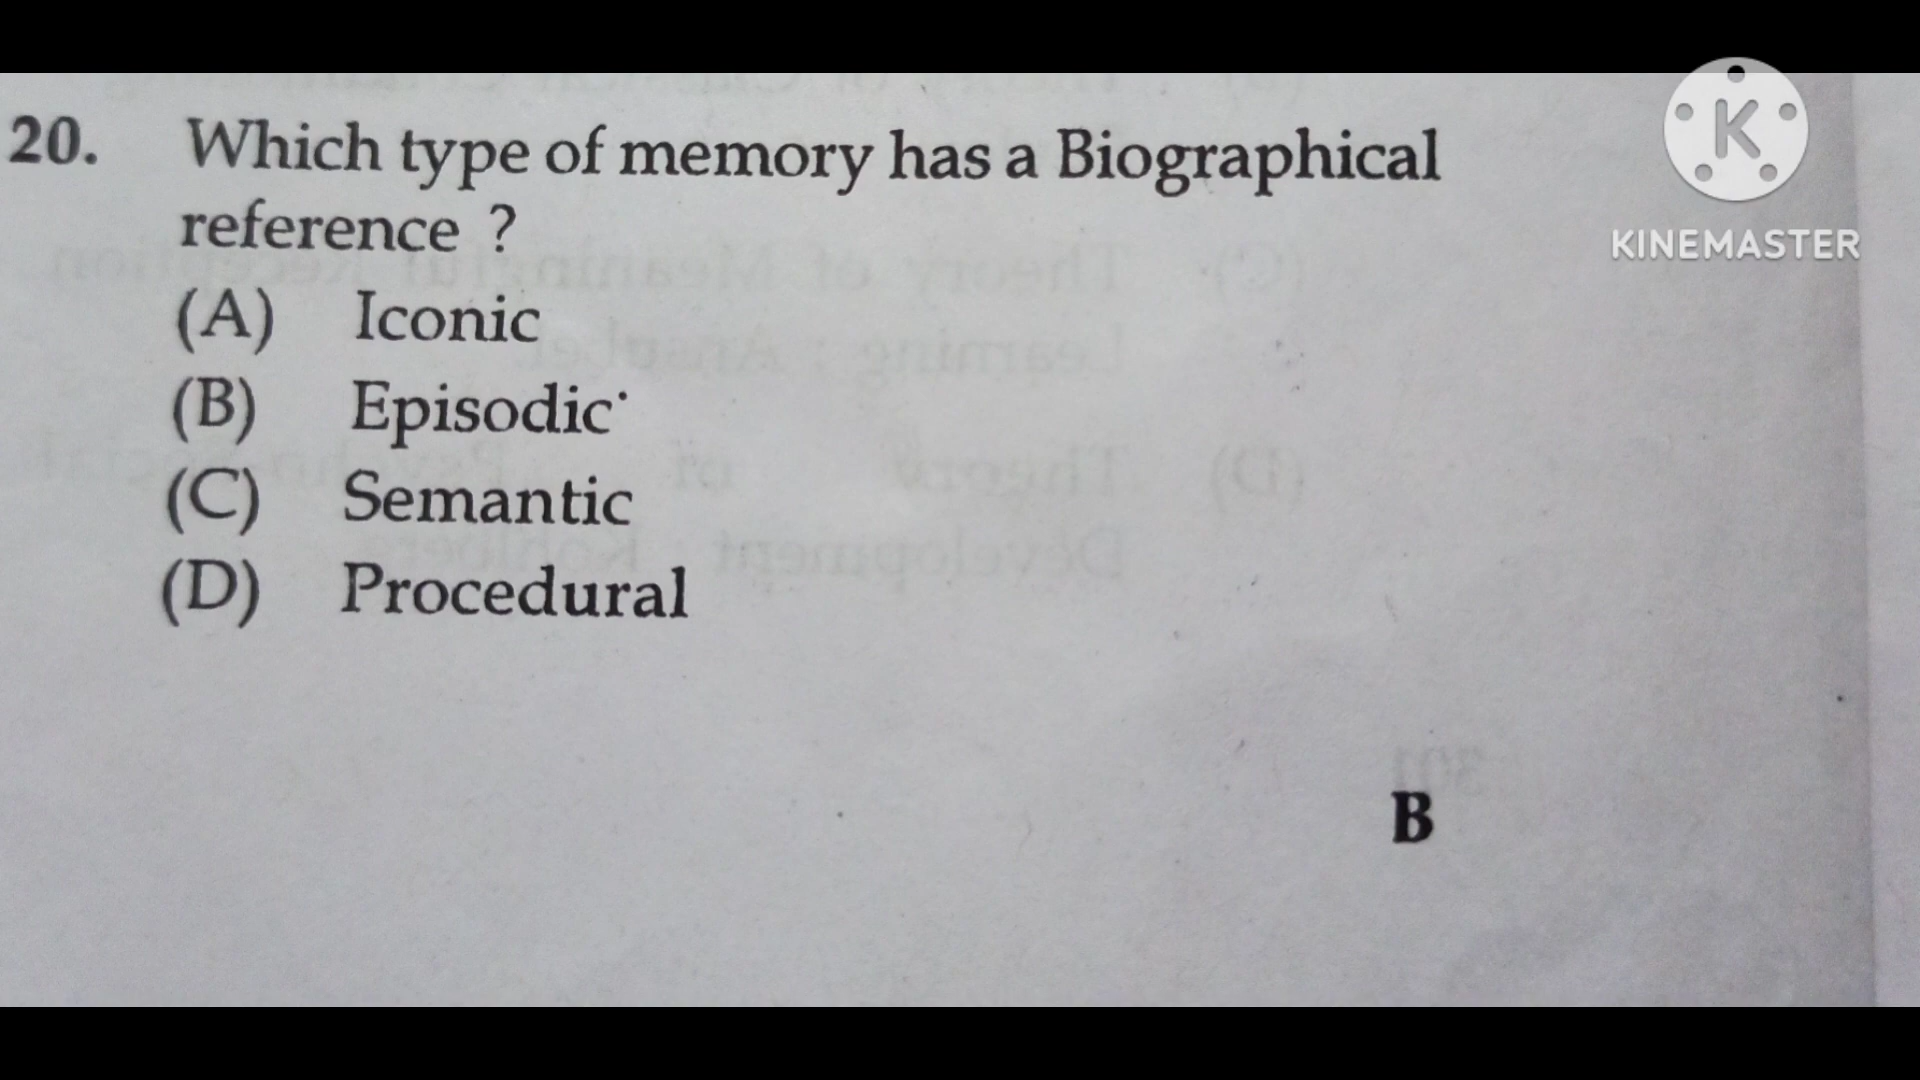 20. Which type of memory has a Biographical
reference ?
(A) Iconic
(B) Episodic
(C) Semantic
(D) Procedural
B
K
KINEMASTER